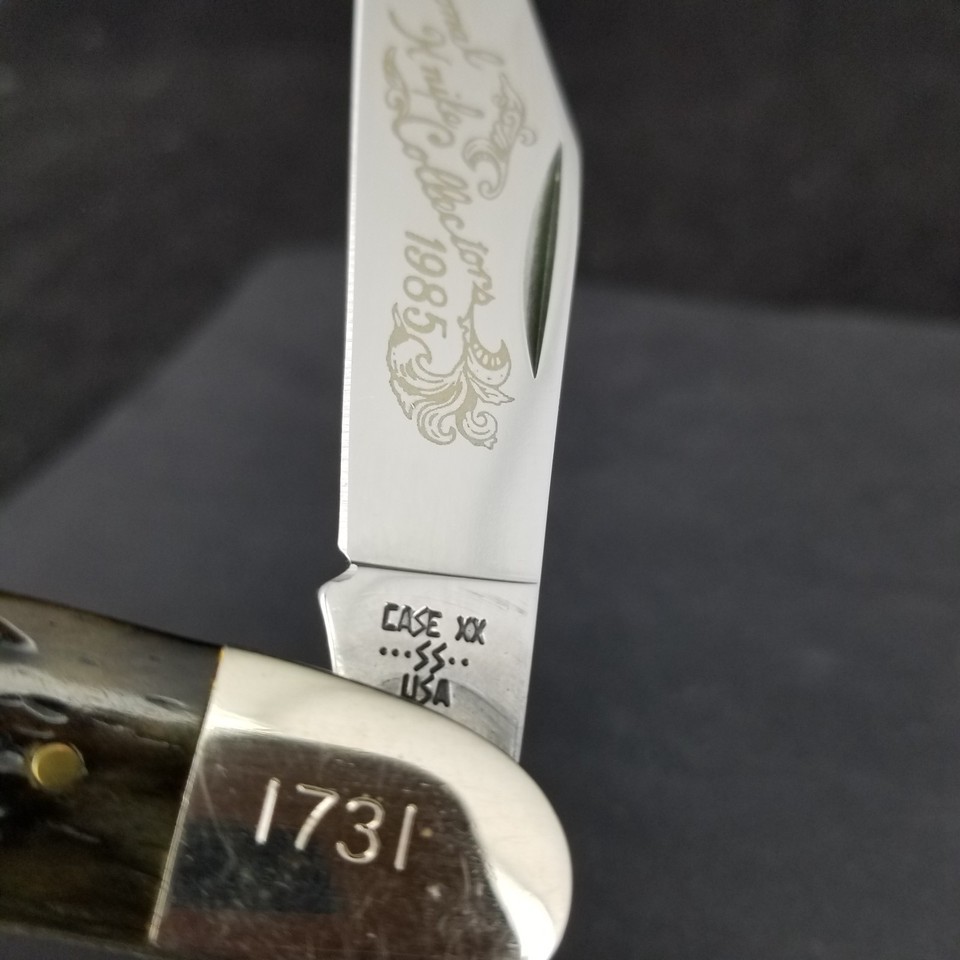 Knife
Collectors
1985
CASE XX
...SS..
USA
1731